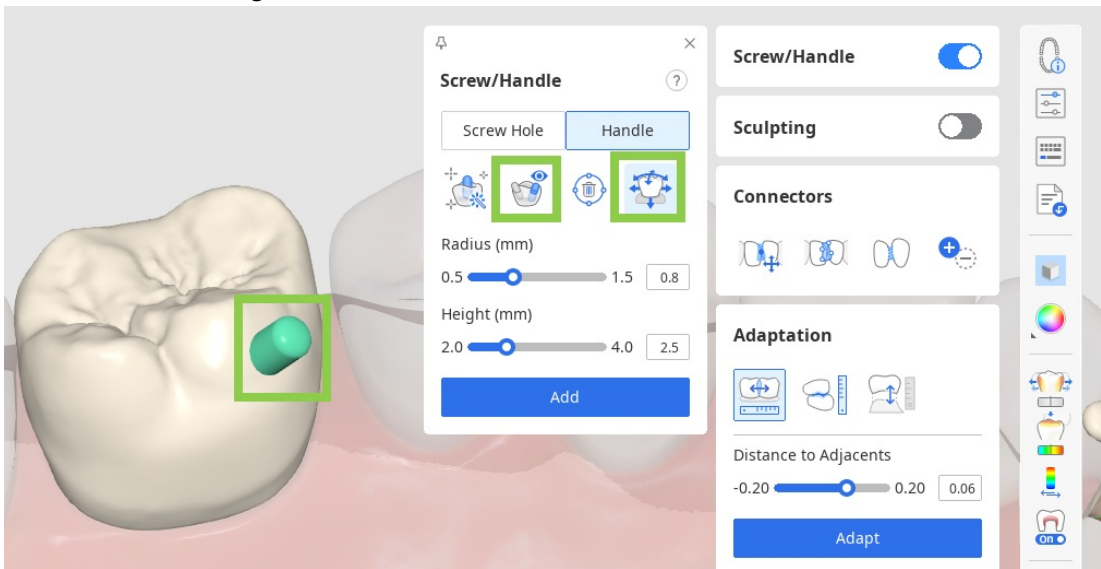 Screw/Handle
?
Screw Hole
Handle
Radius (mm)
0.5
1.5
0.8
Height (mm)
2.0
4.0
2.5
Add
Screw/Handle
Sculpting
Connectors
Adaptation
Distance to Adjacents
-0.20
0.20
0.06
Adapt
On